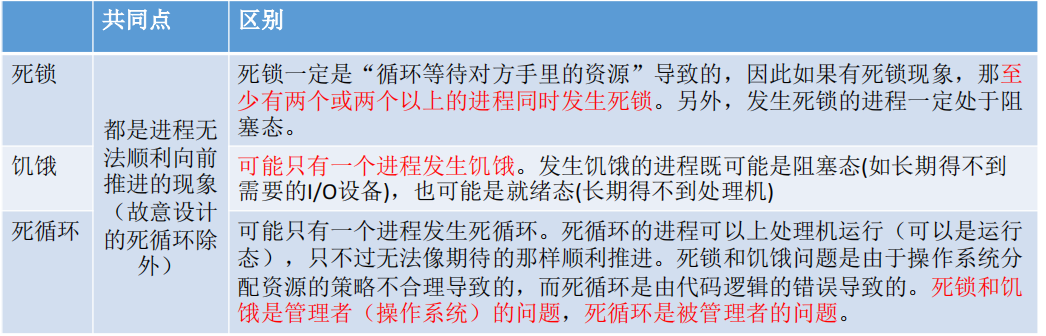 共同点 区别
死锁
死锁一定是“循环等待对方手里的资源”导致的，因此如果有死锁现象，那至
少有两个或两个以上的进程同时发生死锁。另外，发生死锁的进程一定处于阻
塞态。
都是进程无
法顺利向前
推进的现象
（故意设计
的死循环除
外）
饥饿
可能只有一个进程发生饥饿。发生饥饿的进程既可能是阻塞态(如长期得不到
需要的I/O设备)，也可能是就绪态(长期得不到处理机)
死循环
可能只有一个进程发生死循环。死循环的进程可以上处理机运行（可以是运行
态），只不过无法像期待的那样顺利推进。死锁和饥饿问题是由于操作系统分
配资源的策略不合理导致的，而死循环是由代码逻辑的错误导致的。死锁和饥
饿是管理者（操作系统）的问题，死循环是被管理者的问题。